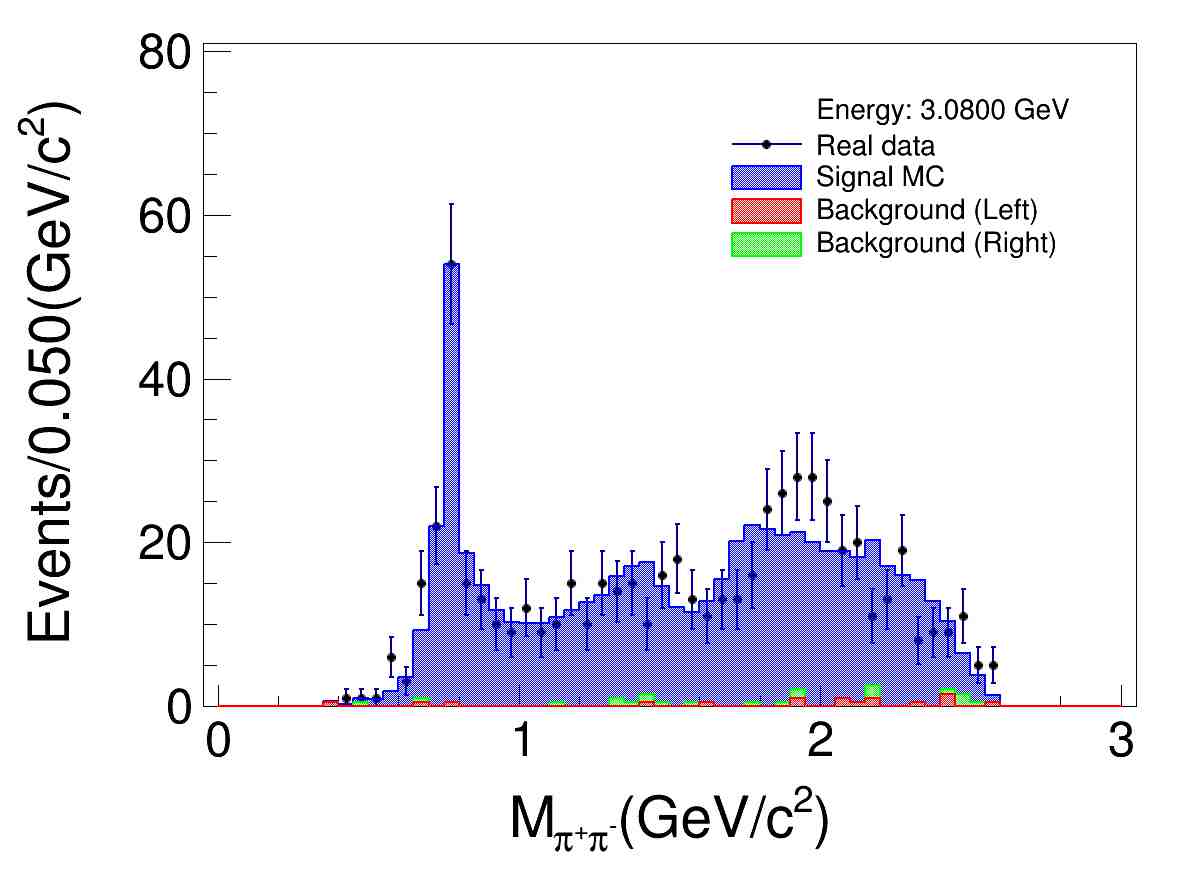 80
60
40
20
0
0 1 2 3
Events/0.050(GeV/c²)
Energy: 3.0800 GeV
Real data
Signal MC
Background (Left)
Background (Right)
Mπ⁺π⁻(GeV/c²)